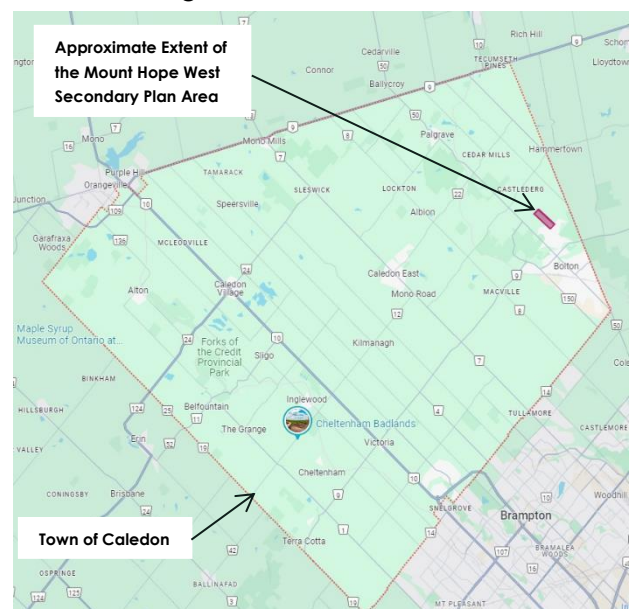 Rich Hill
Cedarville
TECUMSETH
PINES
Schom
Lloydtow
Approximate Extent of
the Mount Hope West
Secondary Plan Area
Connor
Ballycroy
Palgrave
Hammertown
Mono
Mono Mills
CEDAR MILLS
Purple Hill
Orangeville
TAMARACK
SLESWICK
LOCKTON
CASTLEDERG
Junction
Speersville
Albion
Garafraxa
Woods
MCLEODVILLE
Bolton
Alton
Caledon
Village
Caledon East
Mono Road
MACVILLE
Maple Syrup
Museum of Ontario at...
Forks of
the Credit
Provincial
Park
Sligo
Kilmanagh
BINKHAM
Inglewood
HILLSBURGH
Belfountain
Cheltenham Badlands
TULLAMORE
Erin
The Grange
Victoria
CASTLEMORE
VALLEY
Cheltenham
CONINGSBY
Brisbane
SNELGROVE
Woodhill
Brampton
Town of Caledon
Terra Cotta
BRAMALEA
WOODS
OSPRINGE
BALLINAFAD
MT PLEASANT